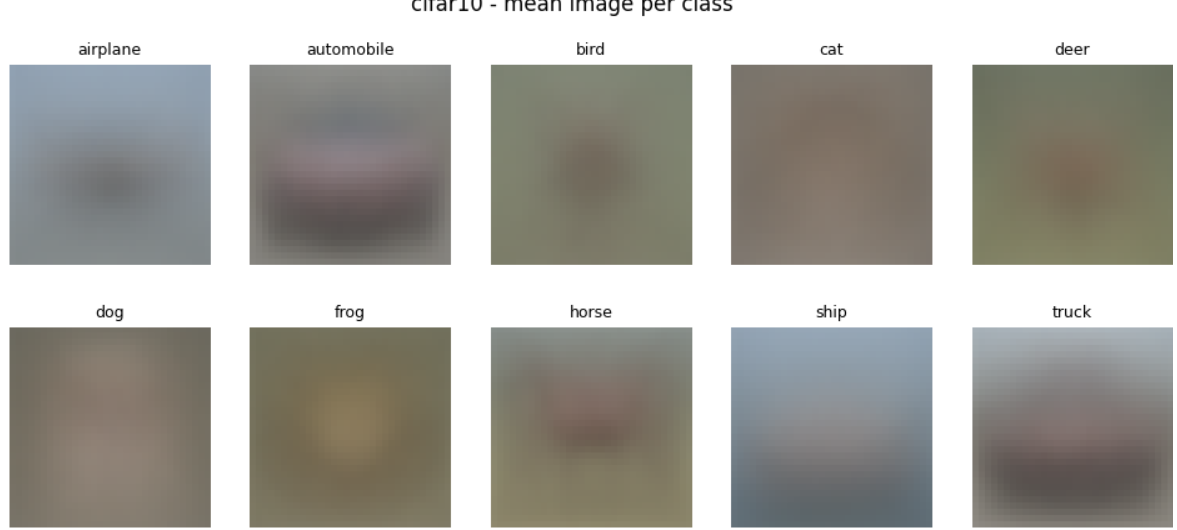 cifar10 - mean image per class
airplane automobile bird cat deer
dog frog horse ship truck